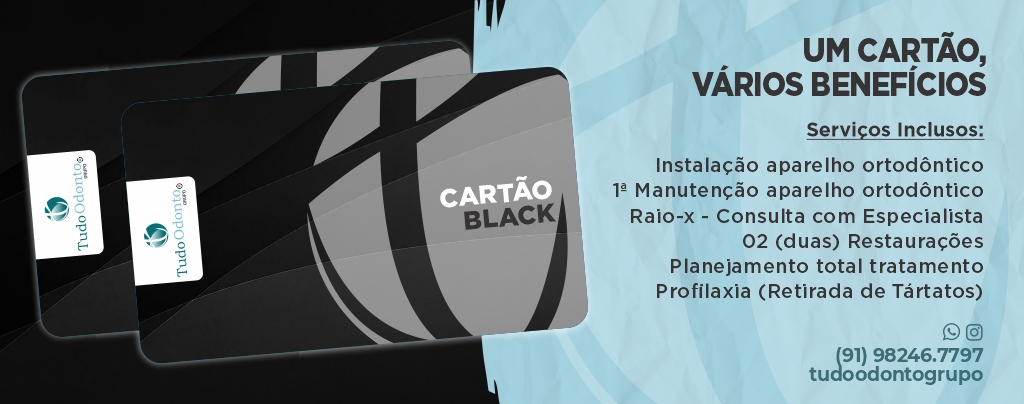 TudoOdonto
GRUPO
TudoOdonto
GRUPO
CARTÃO
BLACK
UM CARTÃO,
VÁRIOS BENEFÍCIOS
Serviços Inclusos:
Instalação aparelho ortodôntico
1ª Manutenção aparelho ortodôntico
Raio-x - Consulta com Especialista
02 (duas) Restaurações
Planejamento total tratamento
Profilaxia (Retirada de Tártatos)
(91) 98246.7797
tudoodontogrupo